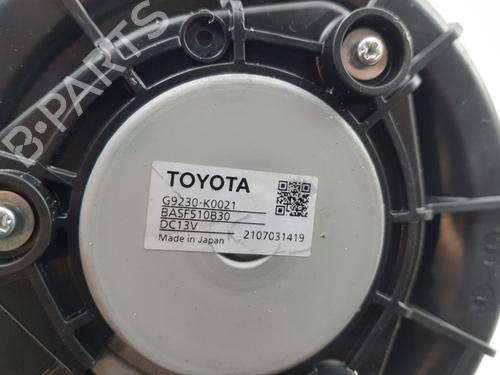 B-PARTS
TOYOTA
G9230-K0021
BASF510B30
DC13V
Made in Japan 2107031419